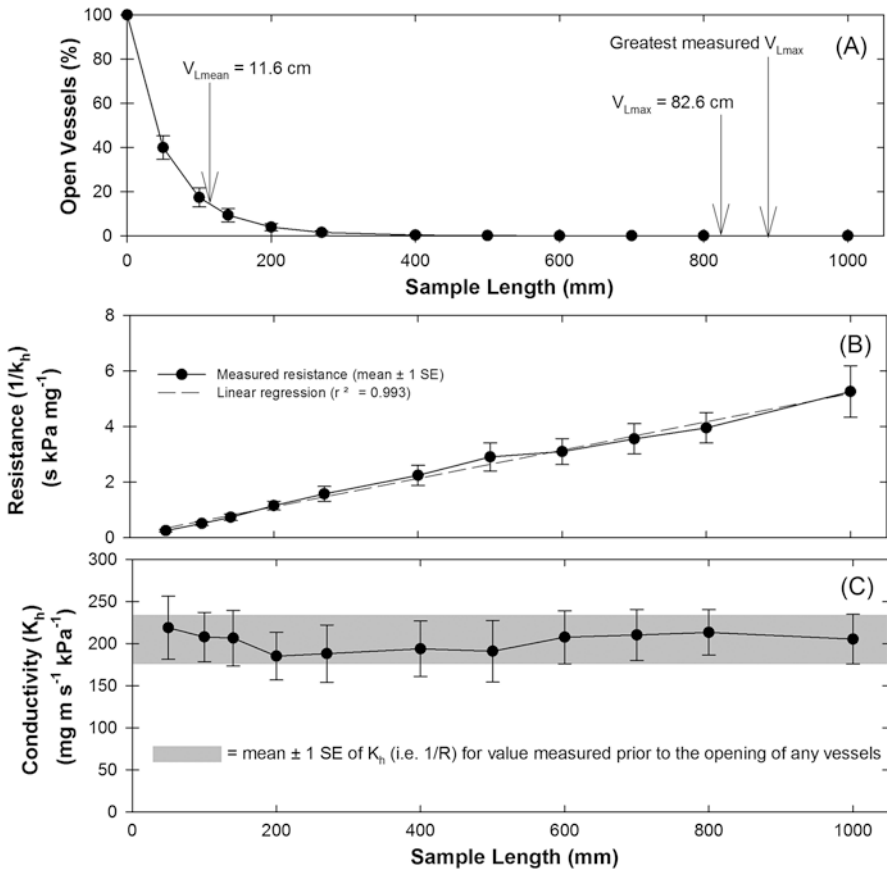 (A)
Greatest measured V_Lmax
V_Lmean = 11.6 cm
V_Lmax = 82.6 cm
Open Vessels (%)
100
80
60
40
20
0
0 200 400 600 800 1000
Sample Length (mm)
(B)
Resistance (1/k_h)
(s kPa mg⁻¹)
8
6
4
2
0
Measured resistance (mean ± 1 SE)
Linear regression (r ² = 0.993)
(C)
Conductivity (K_h)
(mg m s⁻¹ kPa⁻¹)
300
250
200
150
100
50
0
= mean ± 1 SE of K_h (i.e. 1/R) for value measured prior to the opening of any vessels
0 200 400 600 800 1000
Sample Length (mm)